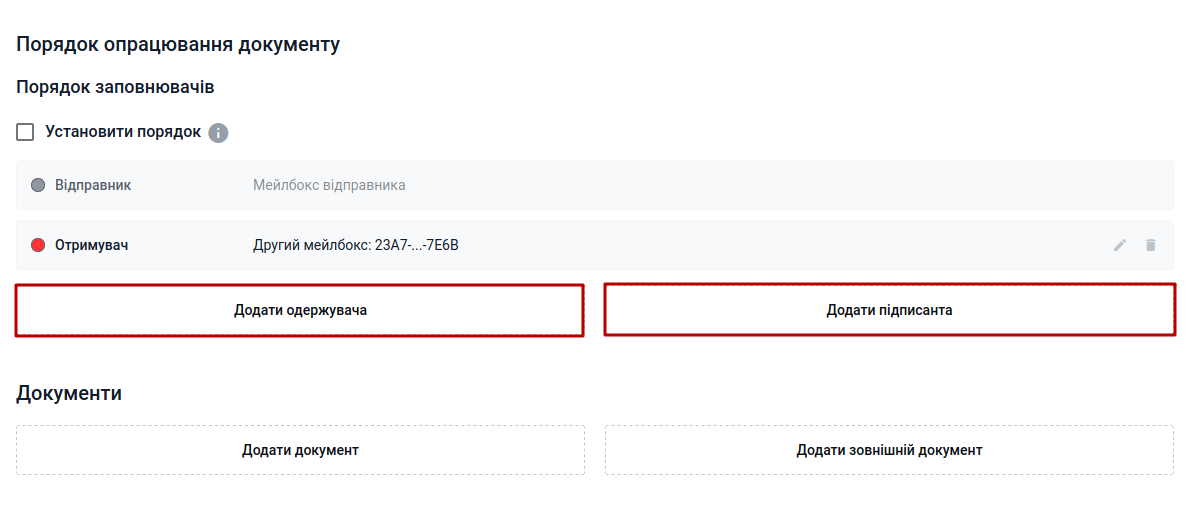 Порядок опрацювання документу
Порядок заповнювачів
Установити порядок
Відправник Мейлбокс відправника
Отримувач Другий мейлбокс: 23A7-...-7E6B
Додати одержувача Додати підписанта
Документи
Додати документ Додати зовнішній документ